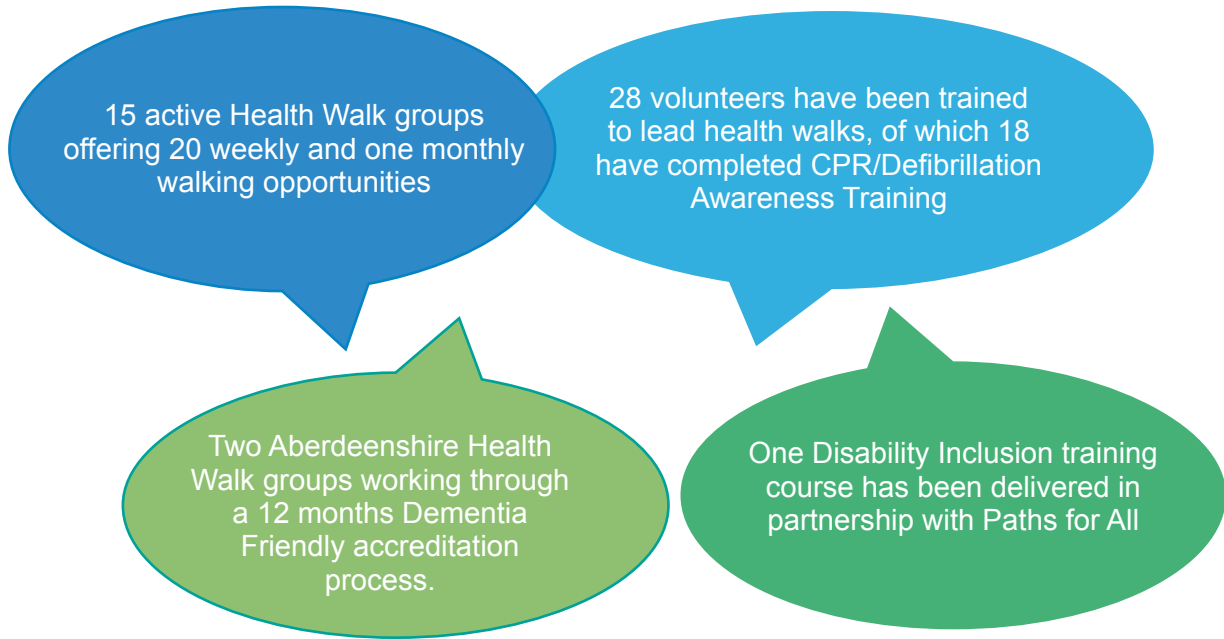 15 active Health Walk groups
offering 20 weekly and one monthly
walking opportunities
28 volunteers have been trained
to lead health walks, of which 18
have completed CPR/Defibrillation
Awareness Training
Two Aberdeenshire Health
Walk groups working through
a 12 months Dementia
Friendly accreditation
process.
One Disability Inclusion training
course has been delivered in
partnership with Paths for All